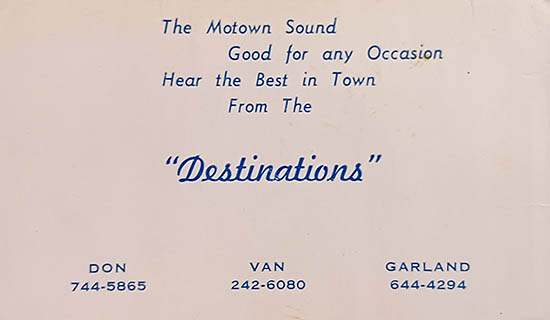 The Motown Sound
Good for any Occasion
Hear the Best in Town
From The
"Destinations"
DON VAN GARLAND
744-5865 242-6080 644-4294